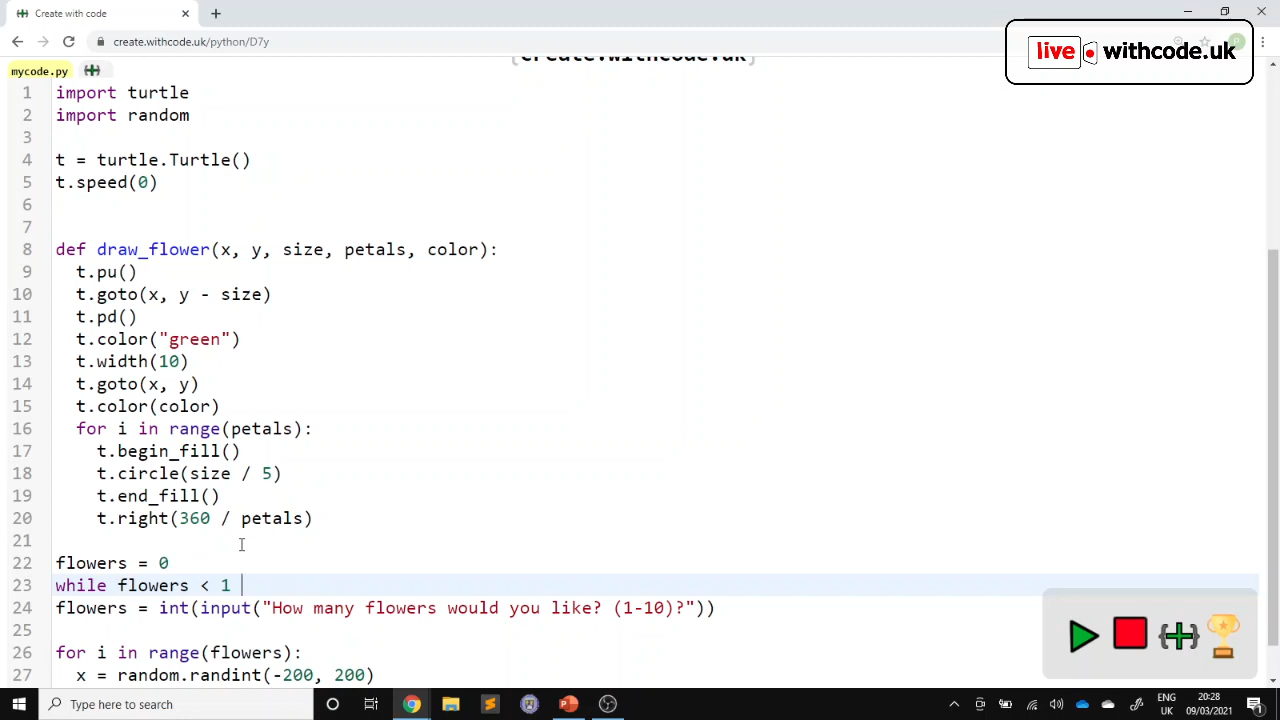 Create with code
create.withcode.uk/python/D7y
live withcode.uk
{create.withcode.uk}
mycode.py
1 import turtle
2 import random
3
4 t = turtle.Turtle()
5 t.speed(0)
6
7
8 def draw_flower(x, y, size, petals, color):
9 t.pu()
10 t.goto(x, y - size)
11 t.pd()
12 t.color("green")
13 t.width(10)
14 t.goto(x, y)
15 t.color(color)
16 for i in range(petals):
17 t.begin_fill()
18 t.circle(size / 5)
19 t.end_fill()
20 t.right(360 / petals)
21
22 flowers = 0
23 while flowers < 1
24 flowers = int(input("How many flowers would you like? (1-10)?"))
25
26 for i in range(flowers):
27 x = random.randint(-200, 200)
Type here to search
ENG
UK
20:28
09/03/2021